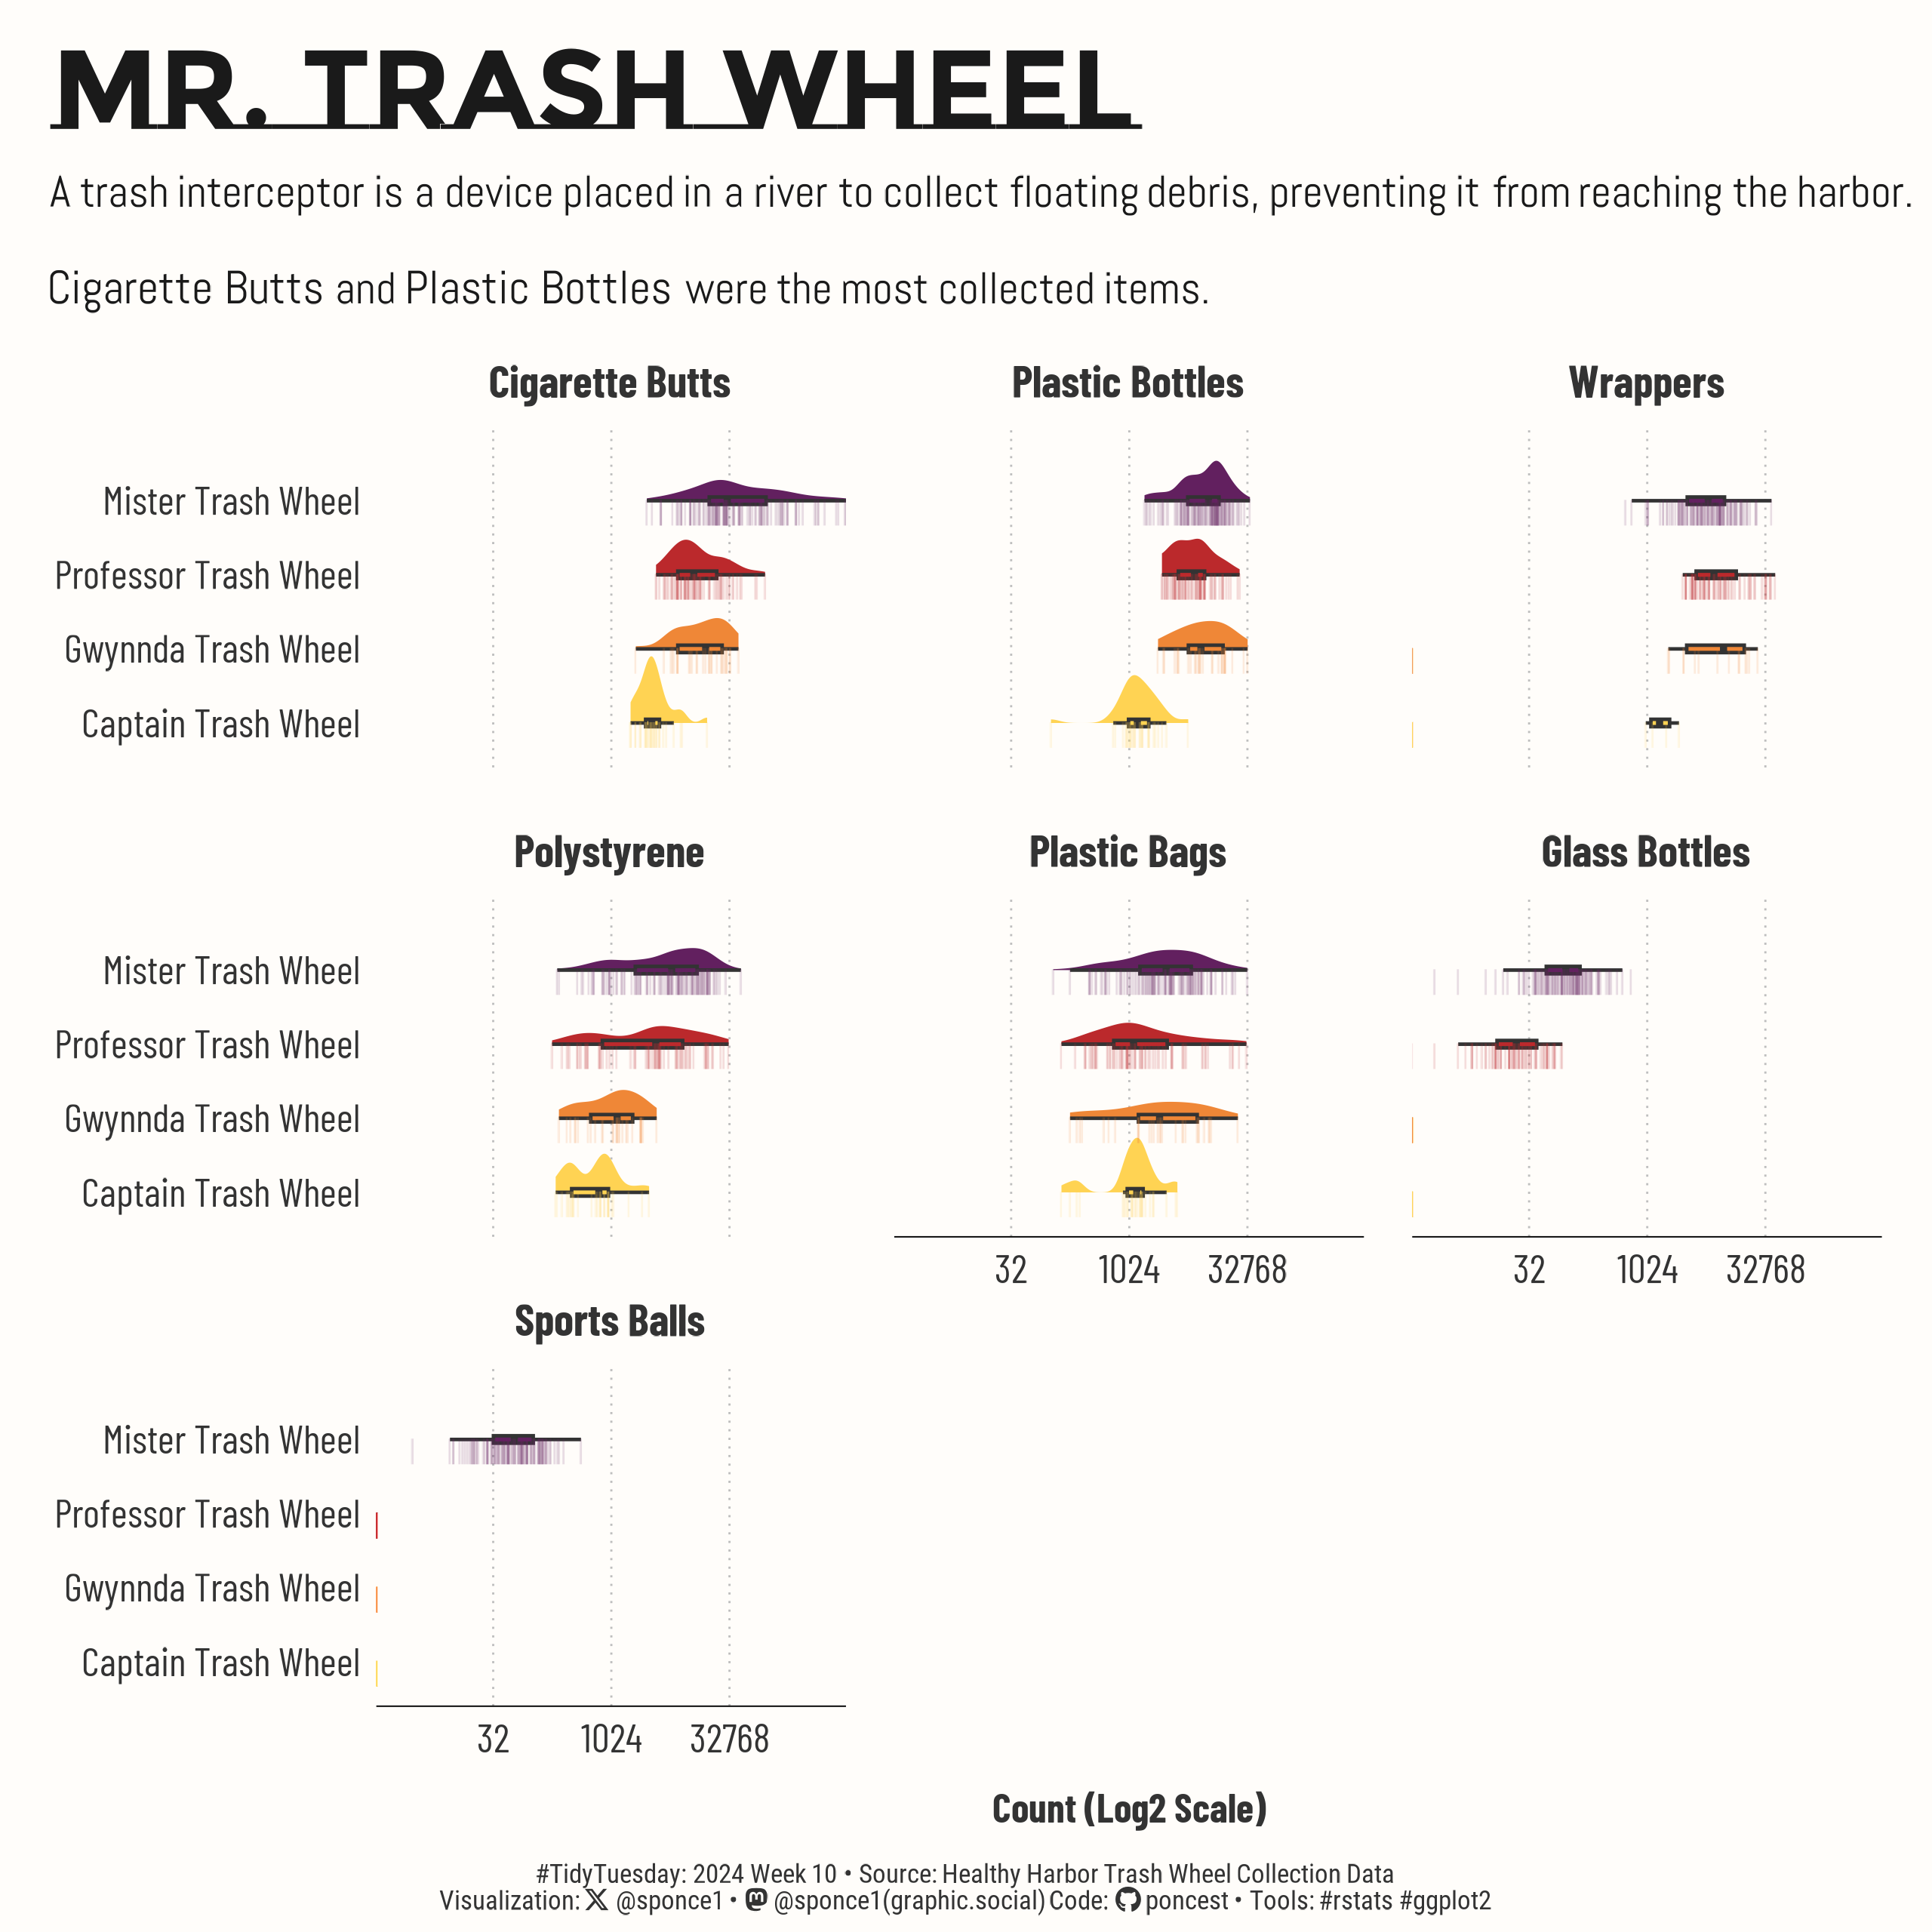 MR. TRASH WHEEL
A trash interceptor is a device placed in a river to collect floating debris, preventing it from reaching the harbor.
Cigarette Butts and Plastic Bottles were the most collected items.
Cigarette Butts
Plastic Bottles
Wrappers
Mister Trash Wheel
Professor Trash Wheel
Gwynnda Trash Wheel
Captain Trash Wheel
Polystyrene
Plastic Bags
Glass Bottles
Mister Trash Wheel
Professor Trash Wheel
Gwynnda Trash Wheel
Captain Trash Wheel
32 1024 32768
32 1024 32768
Sports Balls
Mister Trash Wheel
Professor Trash Wheel
Gwynnda Trash Wheel
Captain Trash Wheel
32 1024 32768
Count (Log2 Scale)
#TidyTuesday: 2024 Week 10 • Source: Healthy Harbor Trash Wheel Collection Data
Visualization: X @sponce1 • @sponce1(graphic.social) Code: poncest • Tools: #rstats #ggplot2